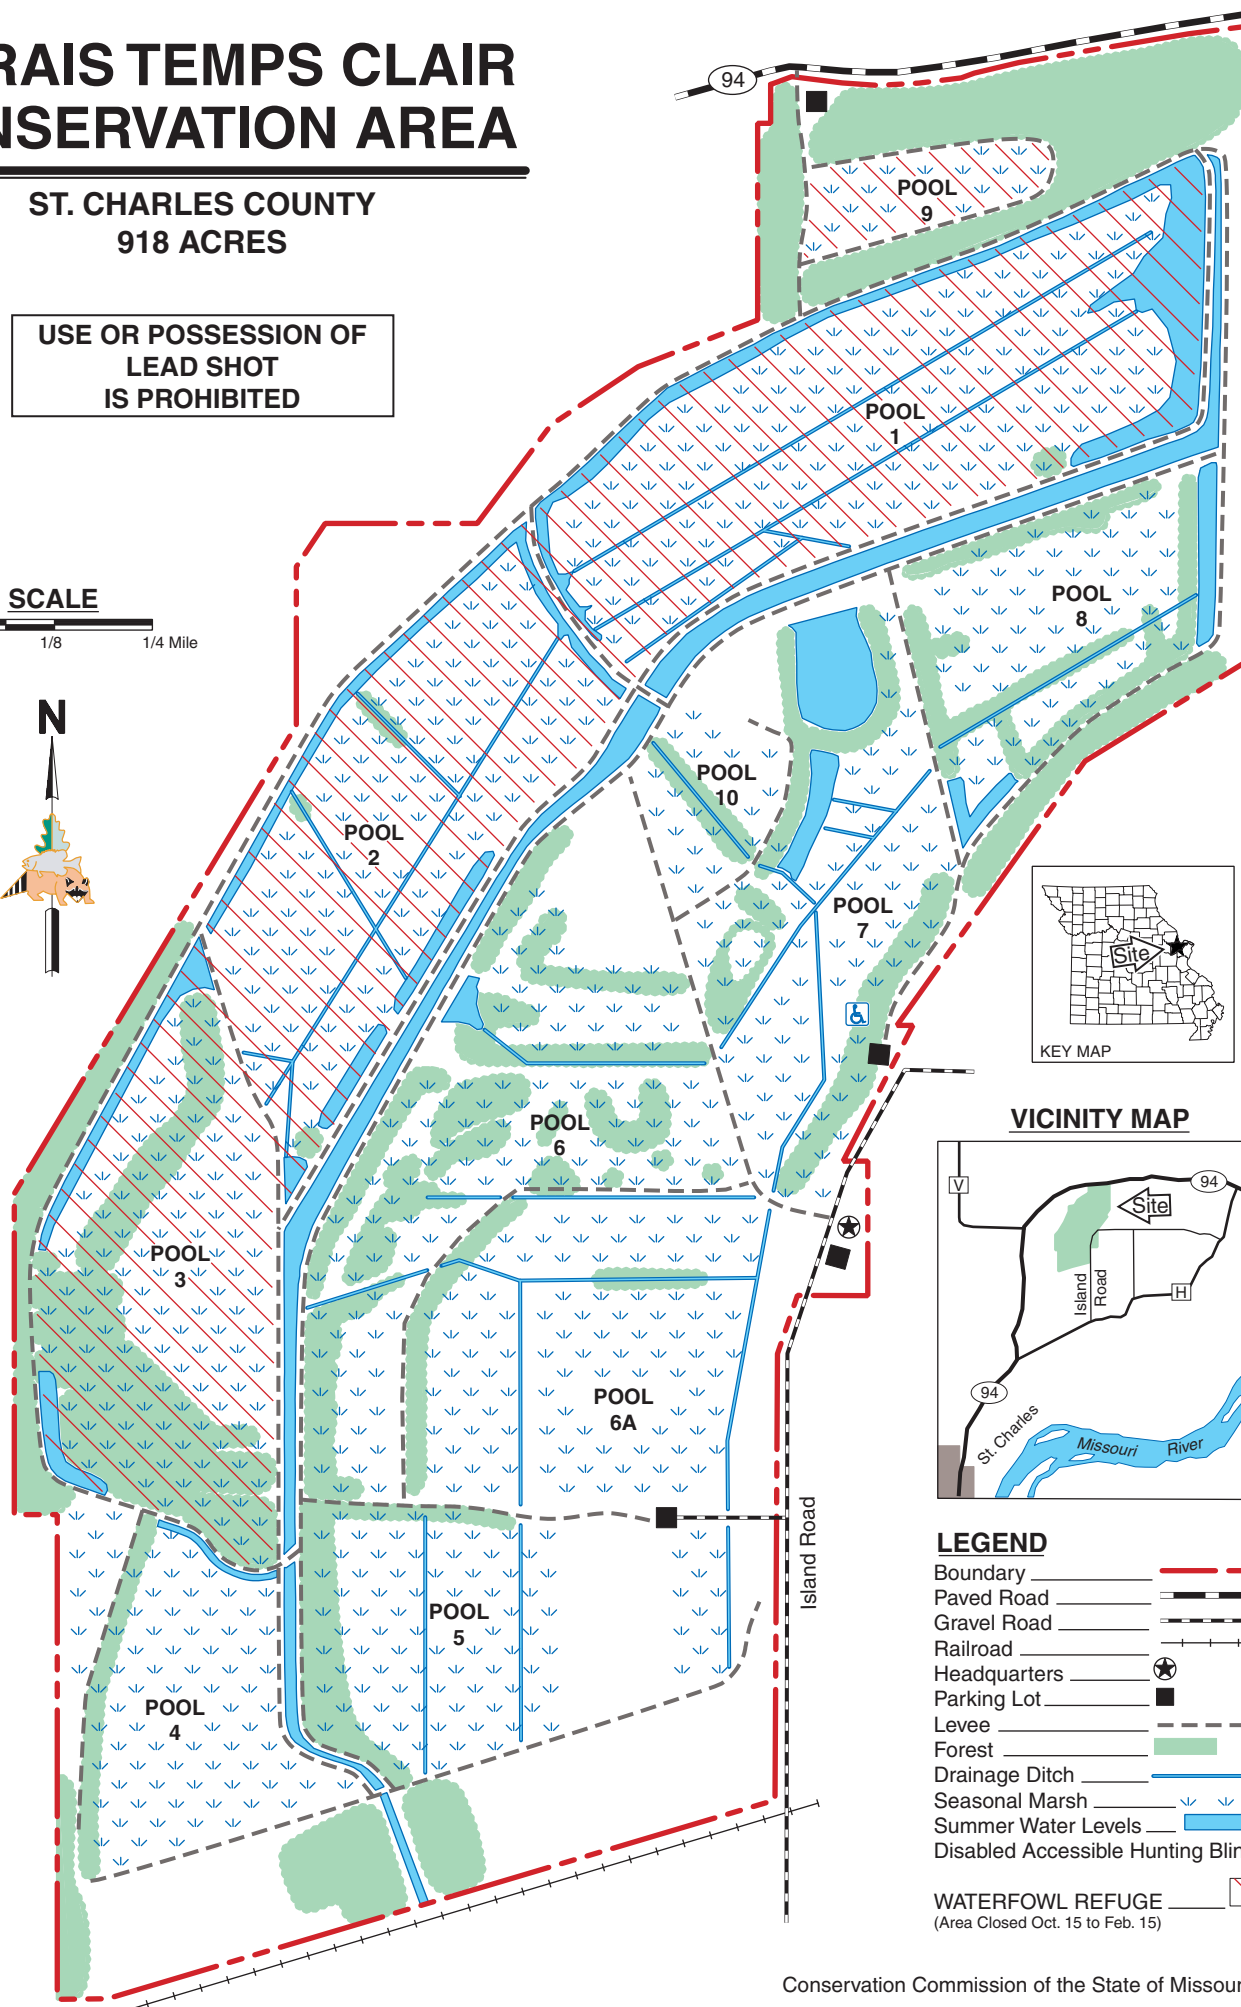 RAIS TEMPS CLAIR
NSERVATION AREA
ST. CHARLES COUNTY
918 ACRES
USE OR POSSESSION OF
LEAD SHOT
IS PROHIBITED
SCALE
1/8
1/4 Mile
N
94
POOL
9
POOL
1
POOL
8
POOL
10
POOL
2
POOL
7
POOL
6
POOL
3
POOL
6A
POOL
5
POOL
4
Island Road
Site
KEY MAP
VICINITY MAP
V
94
Site
Island
Road
H
94
St. Charles
Missouri River
LEGEND
Boundary
Paved Road
Gravel Road
Railroad
Headquarters
Parking Lot
Levee
Forest
Drainage Ditch
Seasonal Marsh
Summer Water Levels
Disabled Accessible Hunting Blin
WATERFOWL REFUGE
(Area Closed Oct. 15 to Feb. 15)
Conservation Commission of the State of Missour